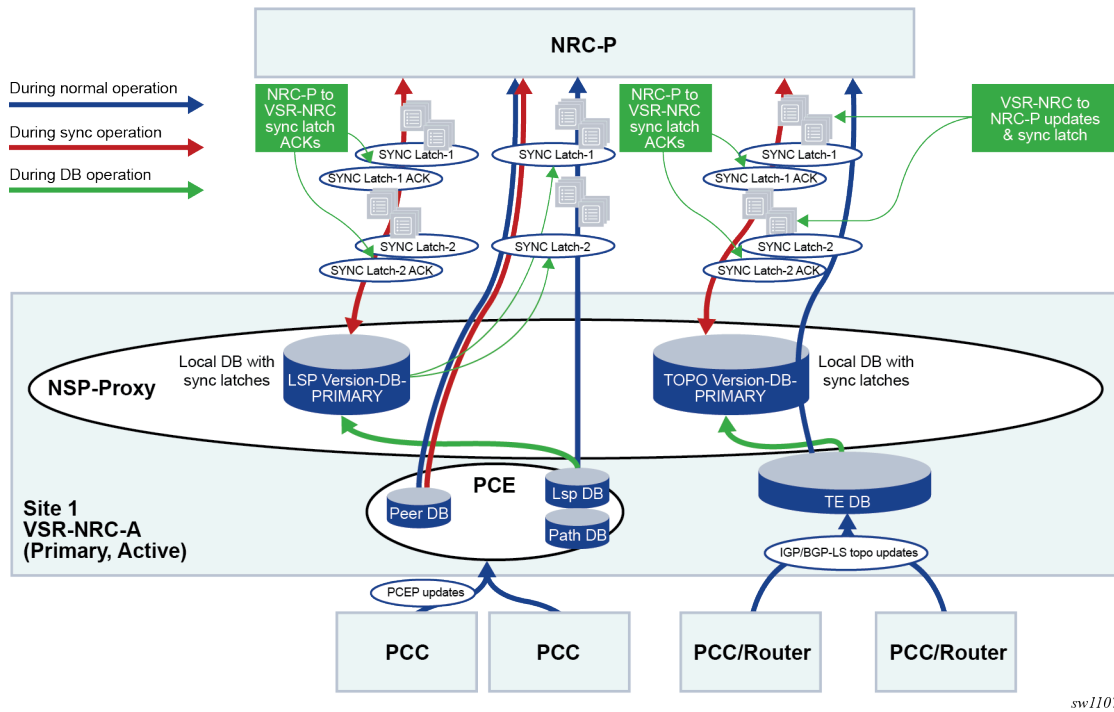 NRC-P
During normal operation
During sync operation
During DB operation
NRC-P to
VSR-NRC
sync latch
ACKs
NRC-P to
VSR-NRC
sync latch
ACKs
VSR-NRC to
NRC-P updates
& sync latch
SYNC Latch-1
SYNC Latch-1 ACK
SYNC Latch-2
SYNC Latch-2 ACK
SYNC Latch-1
SYNC Latch-2
SYNC Latch-1
SYNC Latch-1 ACK
SYNC Latch-2
SYNC Latch-2 ACK
NSP-Proxy
Local DB with
sync latches
LSP Version-DB-
PRIMARY
TOPO Version-DB-
PRIMARY
Local DB with
sync latches
PCE
Peer DB
Lsp DB
Path DB
TE DB
Site 1
VSR-NRC-A
(Primary, Active)
IGP/BGP-LS topo updates
PCEP updates
PCC
PCC
PCC/Router
PCC/Router